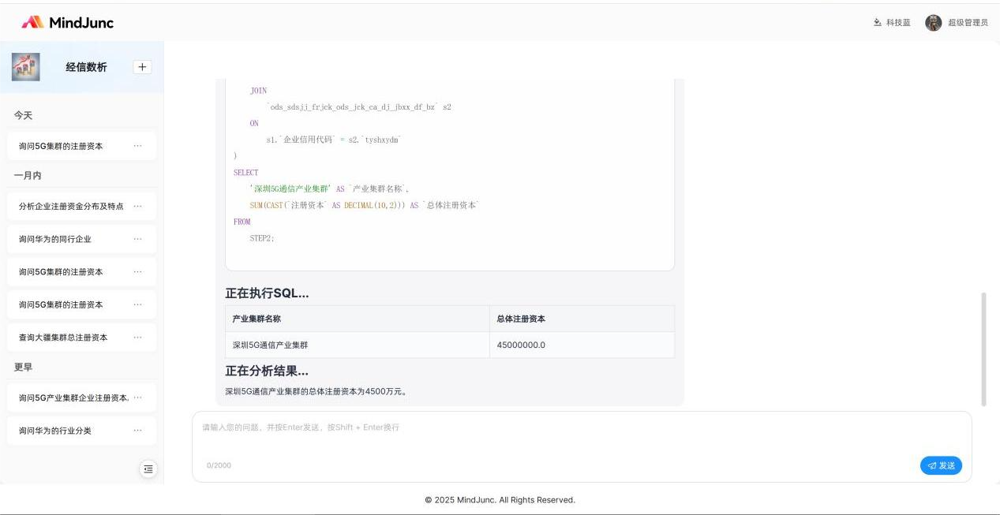 MindJunc
科技蓝
超级管理员
经信数析
今天
询问5G集群的注册资本
一月内
分析企业注册资金分布及特点
询问华为的同行企业
询问5G集群的注册资本
询问5G集群的注册资本
查询大疆集群总注册资本
更早
询问5G产业集群企业注册资本.
询问华为的行业分类
JOIN
`ods_sdsjj_frjck_ods_jck_ca_dj_jbxx_df_bz` s2
ON
s1.`企业信用代码` = s2.`tyshxydm`
)
SELECT
'深圳5G通信产业集群' AS `产业集群名称`,
SUM(CAST(`注册资本` AS DECIMAL(10,2))) AS `总体注册资本`
FROM
STEP2;
正在执行SQL...
产业集群名称 总体注册资本
深圳5G通信产业集群 45000000.0
正在分析结果...
深圳5G通信产业集群的总体注册资本为4500万元。
请输入您的问题，并按Enter发送，按Shift + Enter换行
0/2000
发送
© 2025 MindJunc. All Rights Reserved.